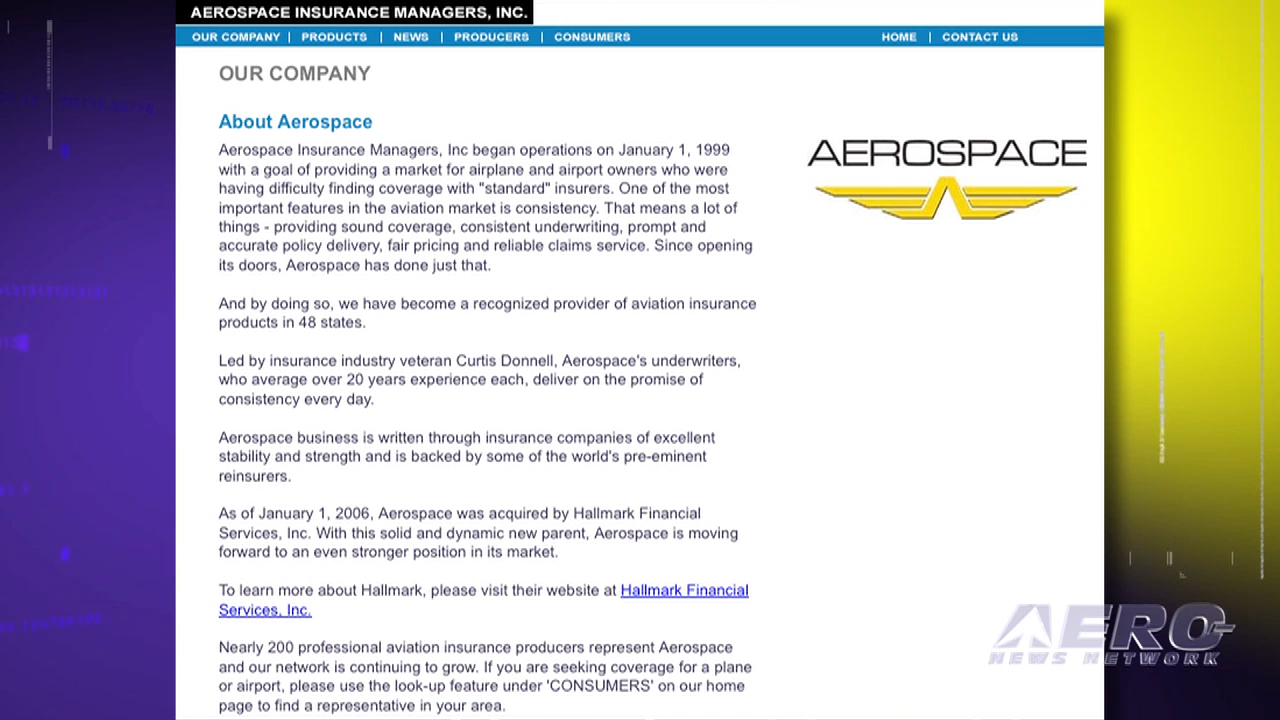 AEROSPACE INSURANCE MANAGERS, INC.
OUR COMPANY | PRODUCTS | NEWS | PRODUCERS | CONSUMERS HOME | CONTACT US
OUR COMPANY
About Aerospace
AEROSPACE
Aerospace Insurance Managers, Inc began operations on January 1, 1999
with a goal of providing a market for airplane and airport owners who were
having difficulty finding coverage with "standard" insurers. One of the most
important features in the aviation market is consistency. That means a lot of
things - providing sound coverage, consistent underwriting, prompt and
accurate policy delivery, fair pricing and reliable claims service. Since opening
its doors, Aerospace has done just that.
And by doing so, we have become a recognized provider of aviation insurance
products in 48 states.
Led by insurance industry veteran Curtis Donnell, Aerospace's underwriters,
who average over 20 years experience each, deliver on the promise of
consistency every day.
Aerospace business is written through insurance companies of excellent
stability and strength and is backed by some of the world's pre-eminent
reinsurers.
As of January 1, 2006, Aerospace was acquired by Hallmark Financial
Services, Inc. With this solid and dynamic new parent, Aerospace is moving
forward to an even stronger position in its market.
To learn more about Hallmark, please visit their website at Hallmark Financial
Services, Inc.
Nearly 200 professional aviation insurance producers represent Aerospace
and our network is continuing to grow. If you are seeking coverage for a plane
or airport, please use the look-up feature under 'CONSUMERS' on our home
page to find a representative in your area.
AERO-
NEWS NETWORK